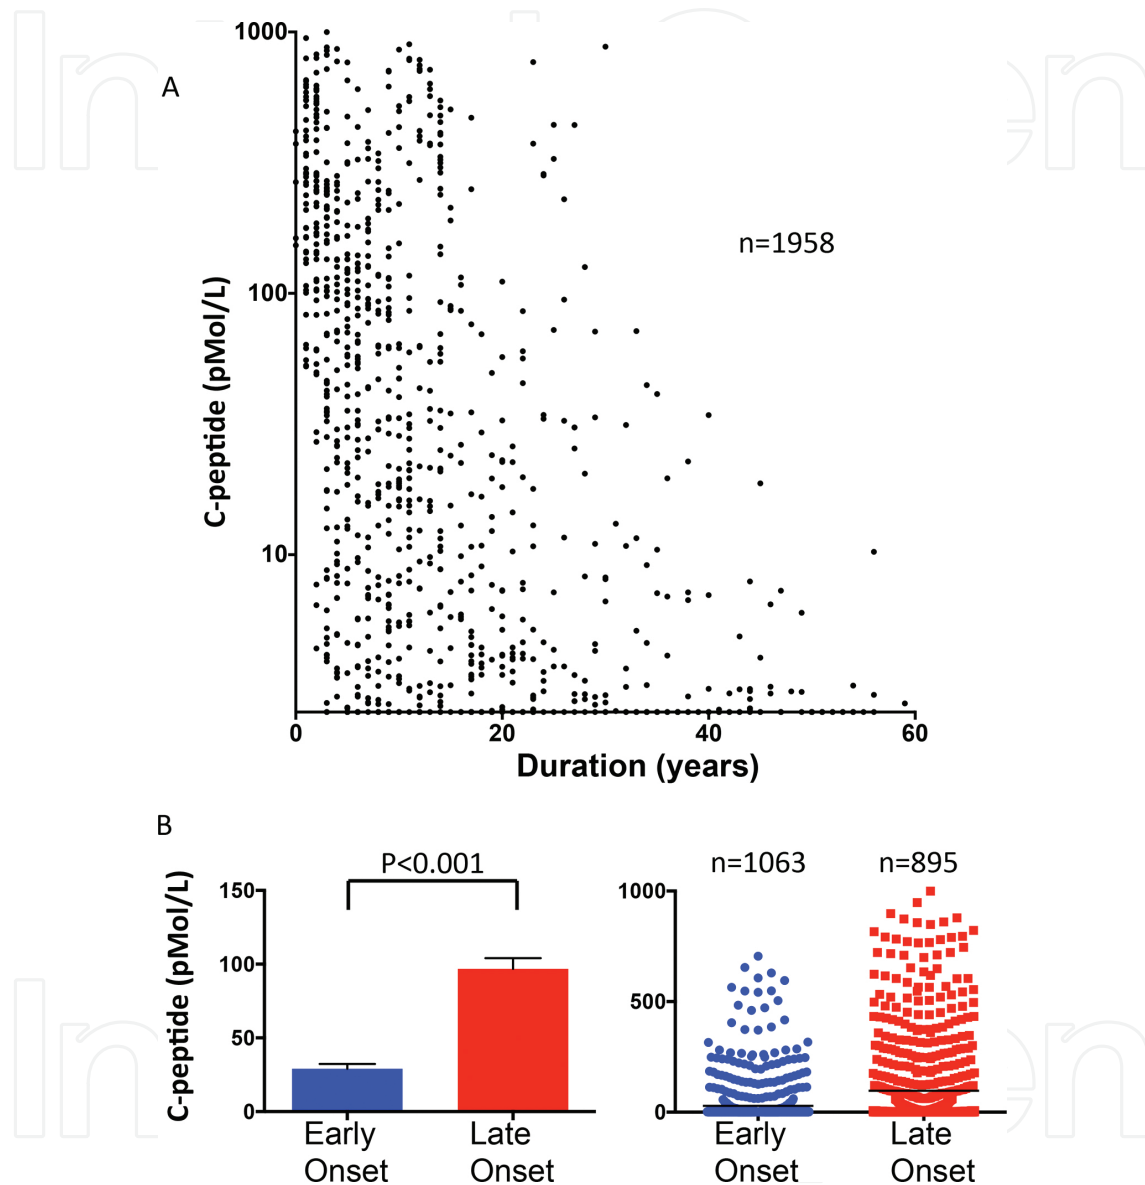 A
1000
100
10
C-peptide (pMol/L)
n=1958
0 20 40 60
Duration (years)
B
P<0.001
C-peptide (pMol/L)
150
100
50
0
Early Onset
Late Onset
n=1063 n=895
1000
500
0
Early Onset
Late Onset